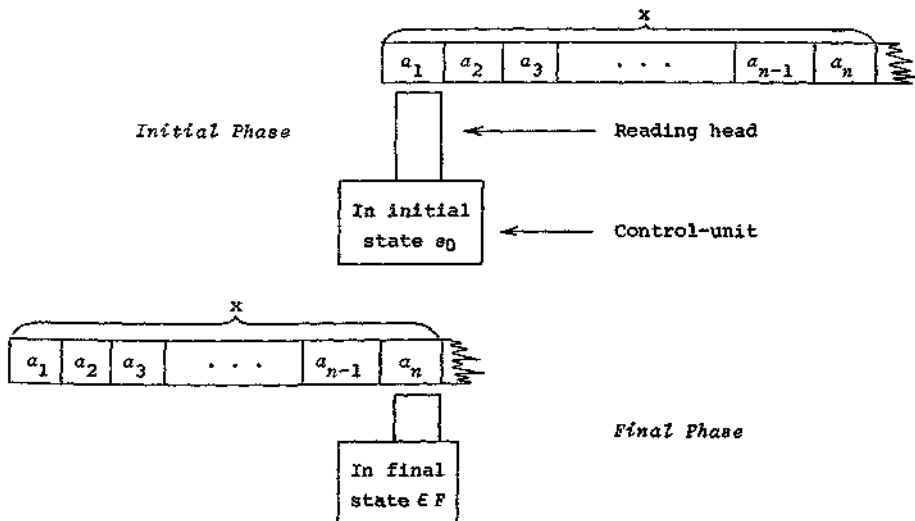 x
a₁ a₂ a₃ . . . aₙ₋₁ aₙ
Initial Phase
Reading head
In initial
state s₀
Control-unit
x
a₁ a₂ a₃ . . . aₙ₋₁ aₙ
Final Phase
In final
state ϵ F